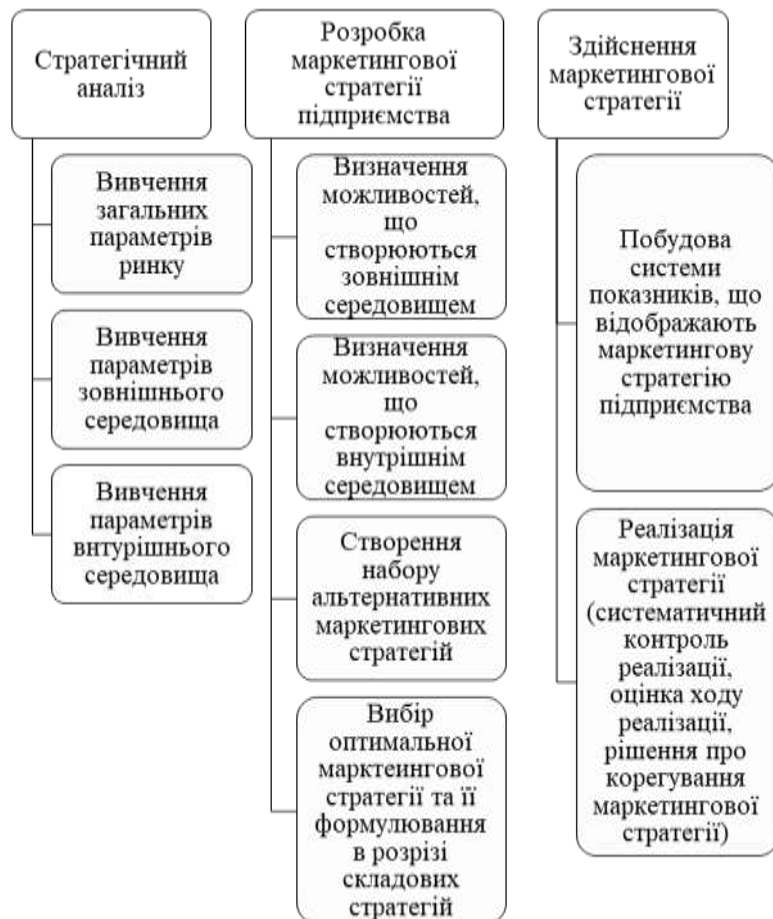 Стратегічний
аналіз
Вивчення
загальних
параметрів
ринку
Вивчення
параметрів
зовнішнього
середовища
Вивчення
параметрів
витурішнього
середовища
Розробка
маркетингової
стратегії
підприємства
Визначення
можливостей,
що
створюються
зовнішнім
середовищем
Визначення
можливостей,
що
створюються
внутрішнім
середовищем
Створення
набору
альтернативних
маркетингових
стратегій
Вибір
оптимальної
марктеингової
стратегії та її
формулювання
в розрізі
складових
стратегій
Здійснення
маркетингової
стратегії
Побудова
системи
показників, що
відображають
маркетингову
стратегію
підприємства
Реалізація
маркетингової
стратегії
(систематичний
контроль
реалізації,
оцінка ходу
реалізації,
рішення про
корегування
маркетингової
стратегії)